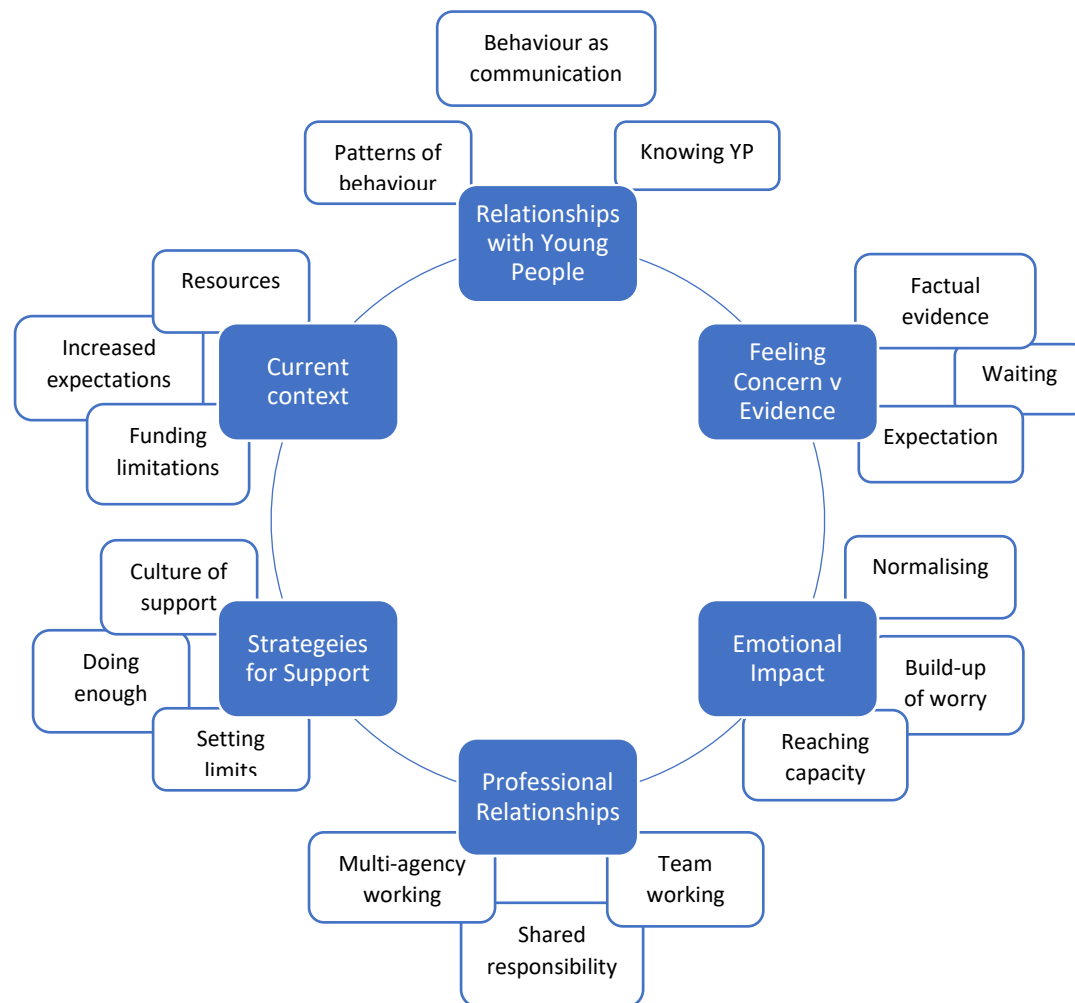 Behaviour as
communication
Patterns of
behaviour
Knowing YP
Relationships
with Young
People
Resources
Increased
expectations
Funding
limitations
Current
context
Factual
evidence
Waiting
Expectation
Feeling
Concern v
Evidence
Normalising
Build-up
of worry
Reaching
capacity
Emotional
Impact
Culture of
support
Doing
enough
Setting
limits
Strategeies
for Support
Professional
Relationships
Multi-agency
working
Team
working
Shared
responsibility